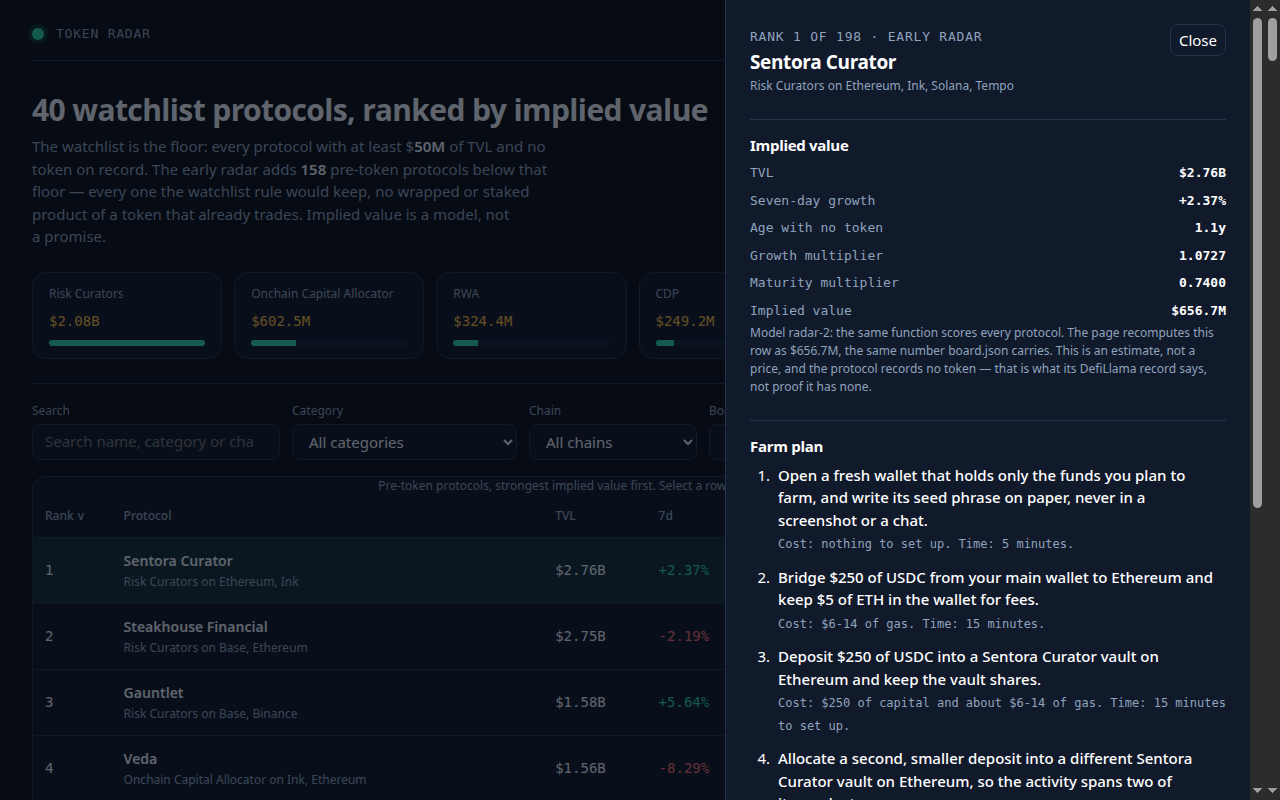 TOKEN RADAR
40 watchlist protocols, ranked by implied value
The watchlist is the floor: every protocol with at least $50M of TVL and no
token on record. The early radar adds 158 pre-token protocols below that
floor — every one the watchlist rule would keep, no wrapped or staked
product of a token that already trades. Implied value is a model, not
a promise.
Risk Curators
$2.08B
Onchain Capital Allocator
$602.5M
RWA
$324.4M
CDP
$249.2M
Search
Search name, category or cha
Category
All categories
Chain
All chains
Bo
Pre-token protocols, strongest implied value first. Select a row
Rank v Protocol TVL 7d
1 Sentora Curator $2.76B +2.37%
Risk Curators on Ethereum, Ink
2 Steakhouse Financial $2.75B -2.19%
Risk Curators on Base, Ethereum
3 Gauntlet $1.58B +5.64%
Risk Curators on Base, Binance
4 Veda $1.56B -8.29%
Onchain Capital Allocator on Ink, Ethereum
RANK 1 OF 198 · EARLY RADAR
Close
Sentora Curator
Risk Curators on Ethereum, Ink, Solana, Tempo
Implied value
TVL $2.76B
Seven-day growth +2.37%
Age with no token 1.1y
Growth multiplier 1.0727
Maturity multiplier 0.7400
Implied value $656.7M
Model radar-2: the same function scores every protocol. The page recomputes this
row as $656.7M, the same number board.json carries. This is an estimate, not a
price, and the protocol records no token — that is what its DefiLlama record says,
not proof it has none.
Farm plan
1. Open a fresh wallet that holds only the funds you plan to
farm, and write its seed phrase on paper, never in a
screenshot or a chat.
Cost: nothing to set up. Time: 5 minutes.
2. Bridge $250 of USDC from your main wallet to Ethereum and
keep $5 of ETH in the wallet for fees.
Cost: $6-14 of gas. Time: 15 minutes.
3. Deposit $250 of USDC into a Sentora Curator vault on
Ethereum and keep the vault shares.
Cost: $250 of capital and about $6-14 of gas. Time: 15 minutes
to set up.
4. Allocate a second, smaller deposit into a different Sentora
Curator vault on Ethereum, so the activity spans two of